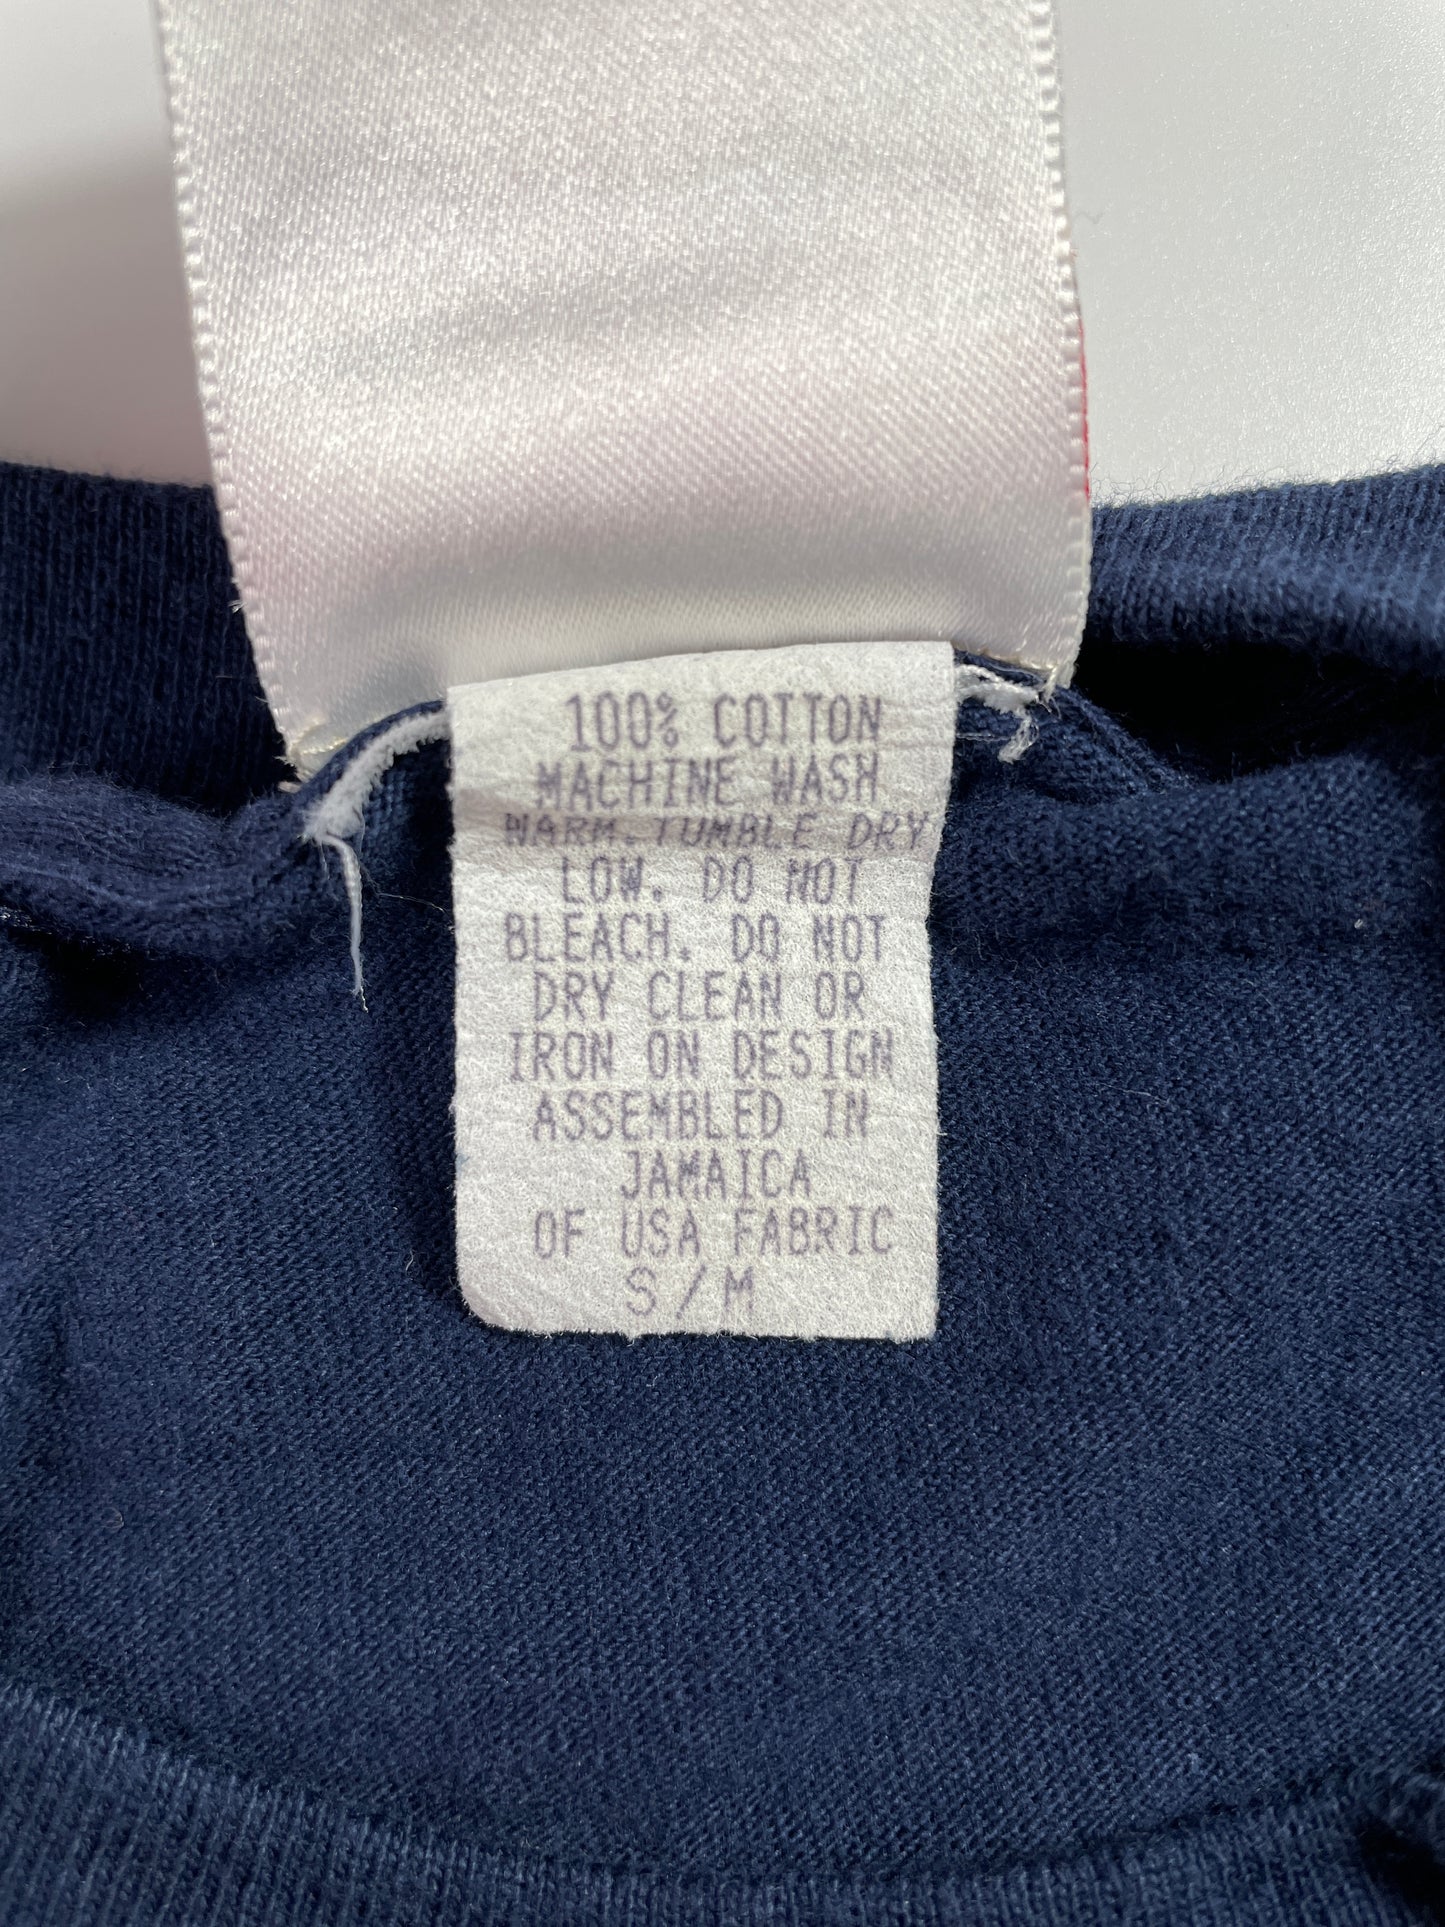 100% COTTON
MACHINE WASH
WARM.TUMBLE DRY
LOW. DO NOT
BLEACH. DO NOT
DRY CLEAN OR
IRON ON DESIGN
ASSEMBLED IN
JAMAICA
OF USA FABRIC
S/M